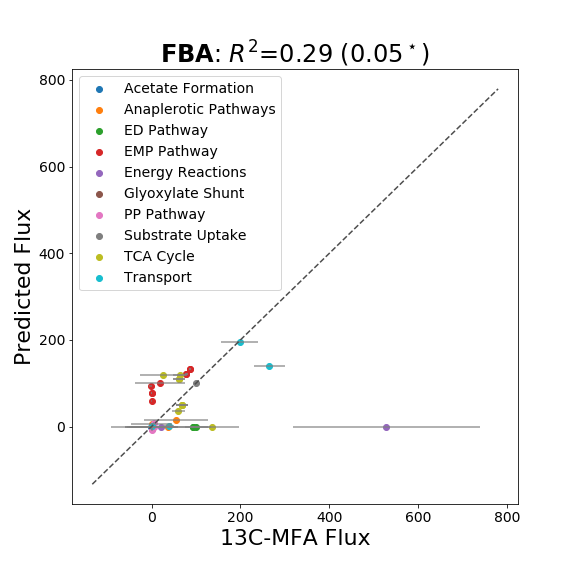 FBA: R²=0.29 (0.05*)
800
600
400
200
0
Predicted Flux
Acetate Formation
Anaplerotic Pathways
ED Pathway
EMP Pathway
Energy Reactions
Glyoxylate Shunt
PP Pathway
Substrate Uptake
TCA Cycle
Transport
0 200 400 600 800
13C-MFA Flux